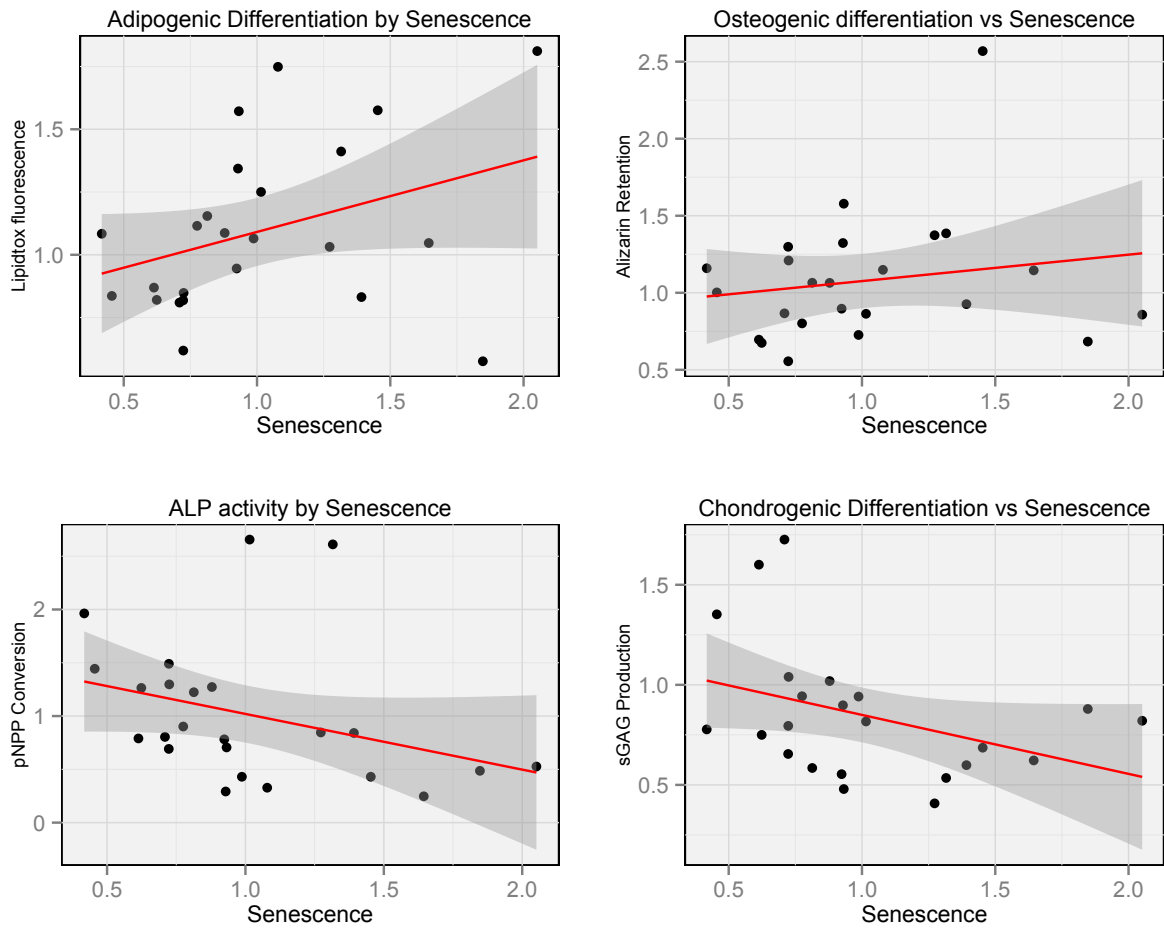 Adipogenic Differentiation by Senescence
Lipidtox fluorescence
1.5
1.0
0.5 1.0 1.5 2.0
Senescence
Osteogenic differentiation vs Senescence
Alizarin Retention
2.5
2.0
1.5
1.0
0.5
0.5 1.0 1.5 2.0
Senescence
ALP activity by Senescence
pNPP Conversion
2
1
0
0.5 1.0 1.5 2.0
Senescence
Chondrogenic Differentiation vs Senescence
sGAG Production
1.5
1.0
0.5
0.5 1.0 1.5 2.0
Senescence